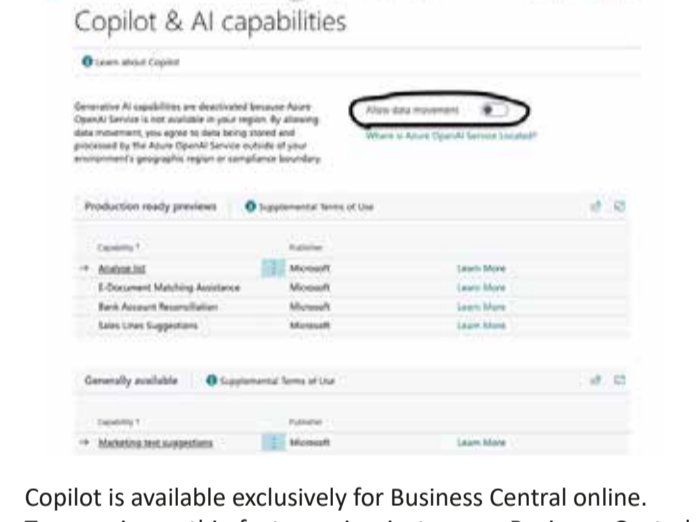 Copilot & AI capabilities
Learn about Copilot
Generative AI capabilities are deactivated because Azure
OpenAI Service is not available in your region. By allowing
data movement, you agree to data being stored and
processed by the Azure OpenAI Service outside of your
environment's geographic region or compliance boundary.
Allow data movement
Where is Azure OpenAI Service Located?
Production ready previews Supplemental Terms of Use
Capability ↑ Publisher
→ Analyze list Microsoft Learn More
E-Document Matching Assistance Microsoft Learn More
Bank Account Reconciliation Microsoft Learn More
Sales Lines Suggestions Microsoft Learn More
Generally available Supplemental Terms of Use
Capability ↑ Publisher
→ Marketing text suggestions Microsoft Learn More
Copilot is available exclusively for Business Central online.